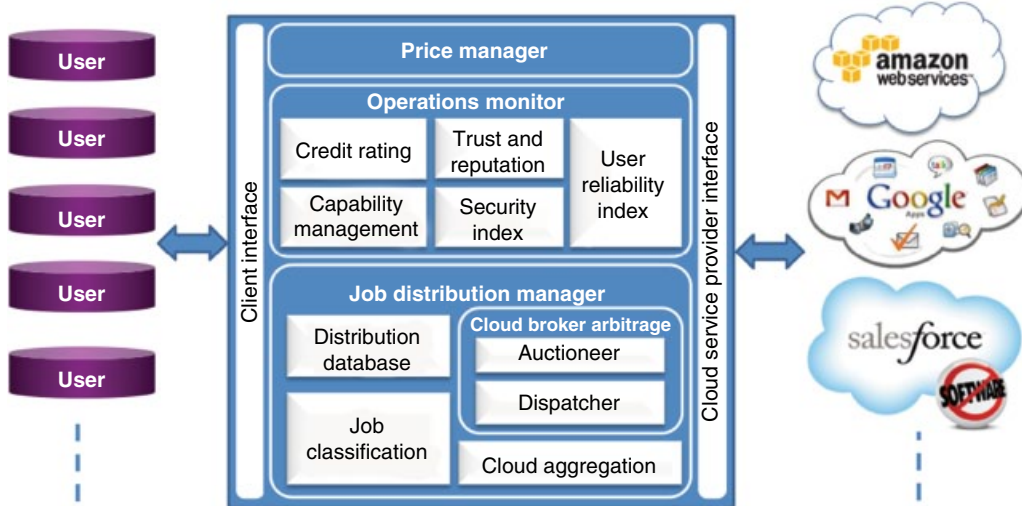 User
User
User
User
User
Client interface
Price manager
Operations monitor
Credit rating
Trust and
reputation
User
reliability
index
Capability
management
Security
index
Job distribution manager
Distribution
database
Job
classification
Cloud broker arbitrage
Auctioneer
Dispatcher
Cloud aggregation
Cloud service provider interface
amazon
webservices™
Google
Apps
talk
salesforce
SOFTWARE